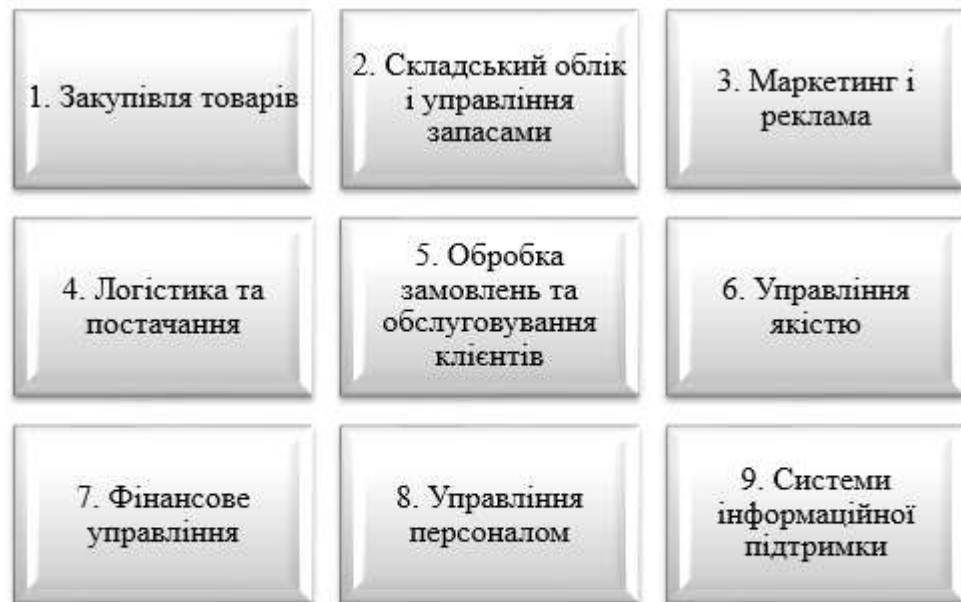 1. Закупівля товарів
2. Складський облік
і управління
запасами
3. Маркетинг і
реклама
4. Логістика та
постачання
5. Обробка
замовлень та
обслуговування
клієнтів
6. Управління
якістю
7. Фінансове
управління
8. Управління
персоналом
9. Системи
інформаційної
підтримки